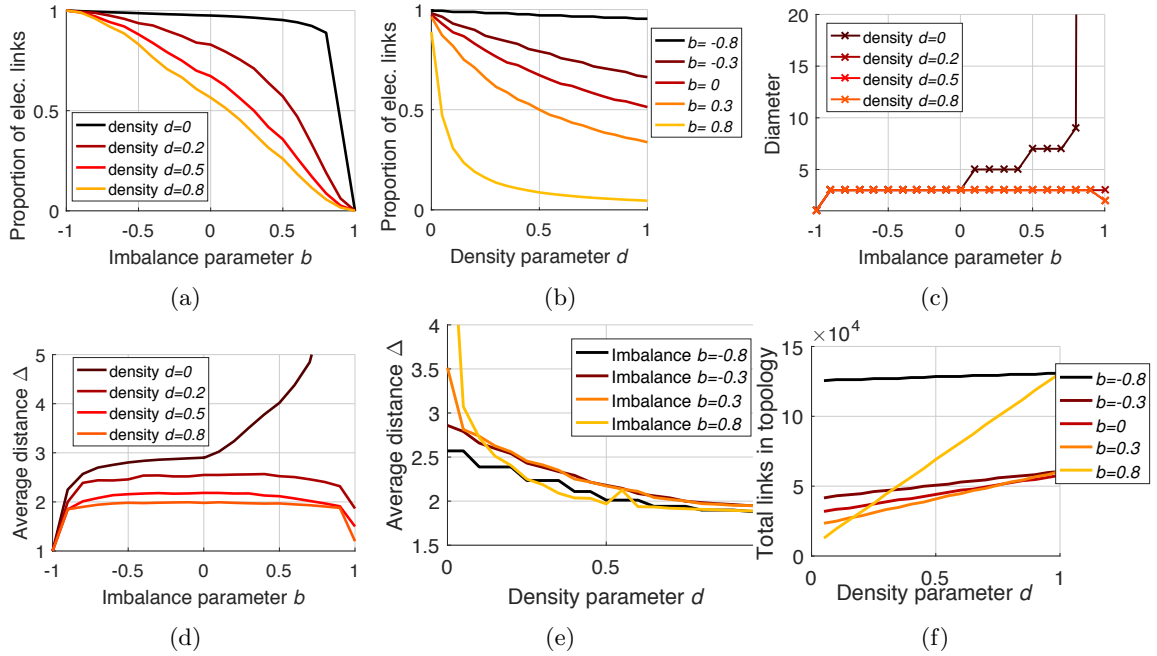 Proportion of elec. links
1
0.5
0
density d=0
density d=0.2
density d=0.5
density d=0.8
-1 -0.5 0 0.5 1
Imbalance parameter b
(a)
Proportion of elec. links
1
0.5
0
0 0.5 1
Density parameter d
b= -0.8
b= -0.3
b= 0
b= 0.3
b= 0.8
(b)
Diameter
20
15
10
5
density d=0
density d=0.2
density d=0.5
density d=0.8
-1 -0.5 0 0.5 1
Imbalance parameter b
(c)
Average distance Δ
5
4
3
2
1
density d=0
density d=0.2
density d=0.5
density d=0.8
-1 -0.5 0 0.5 1
Imbalance parameter b
(d)
Average distance Δ
4
3.5
3
2.5
2
1.5
Imbalance b=-0.8
Imbalance b=-0.3
Imbalance b=0.3
Imbalance b=0.8
0 0.5
Density parameter d
(e)
Total links in topology
×10⁴
15
10
5
0
0 0.5 1
Density parameter d
b=-0.8
b=-0.3
b=0
b=0.3
b=0.8
(f)